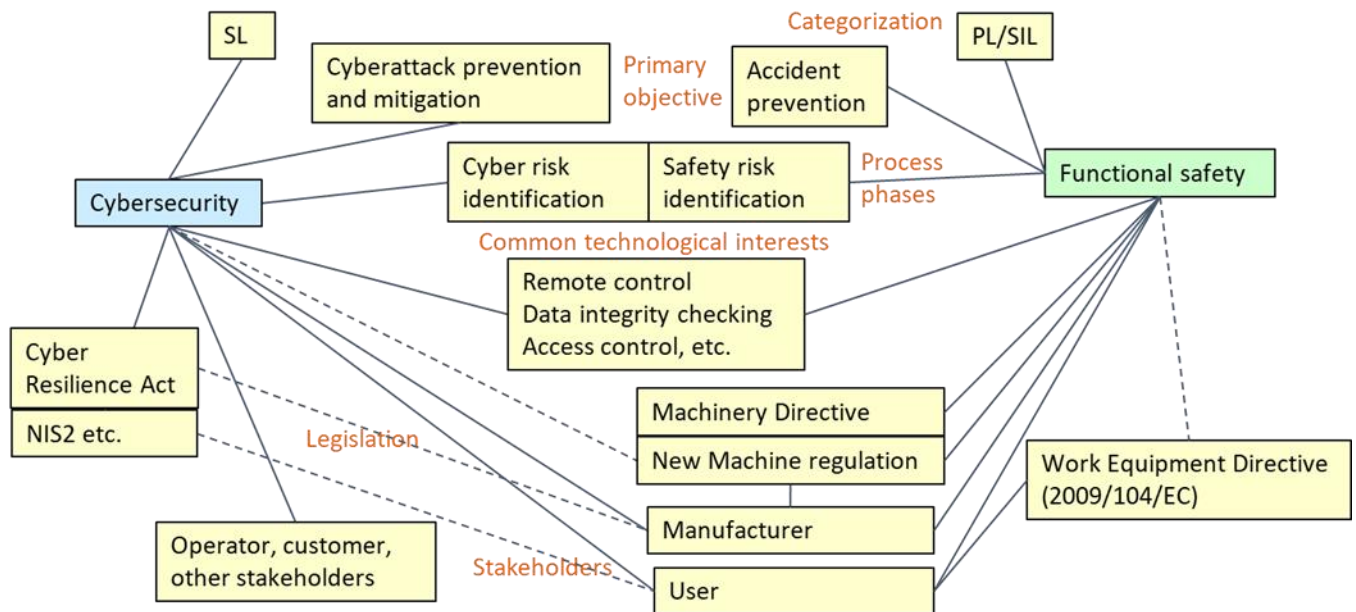 Categorization
SL
PL/SIL
Cyberattack prevention
and mitigation
Primary
objective
Accident
prevention
Cyber risk
identification
Safety risk
identification
Process
phases
Cybersecurity
Functional safety
Common technological interests
Remote control
Data integrity checking
Access control, etc.
Cyber
Resilience Act
NIS2 etc.
Legislation
Machinery Directive
New Machine regulation
Work Equipment Directive
(2009/104/EC)
Manufacturer
Operator, customer,
other stakeholders
Stakeholders
User